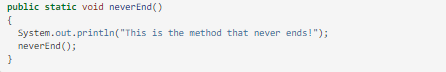 public static void neverEnd()
{
  System.out.println("This is the method that never ends!");
  neverEnd();
}